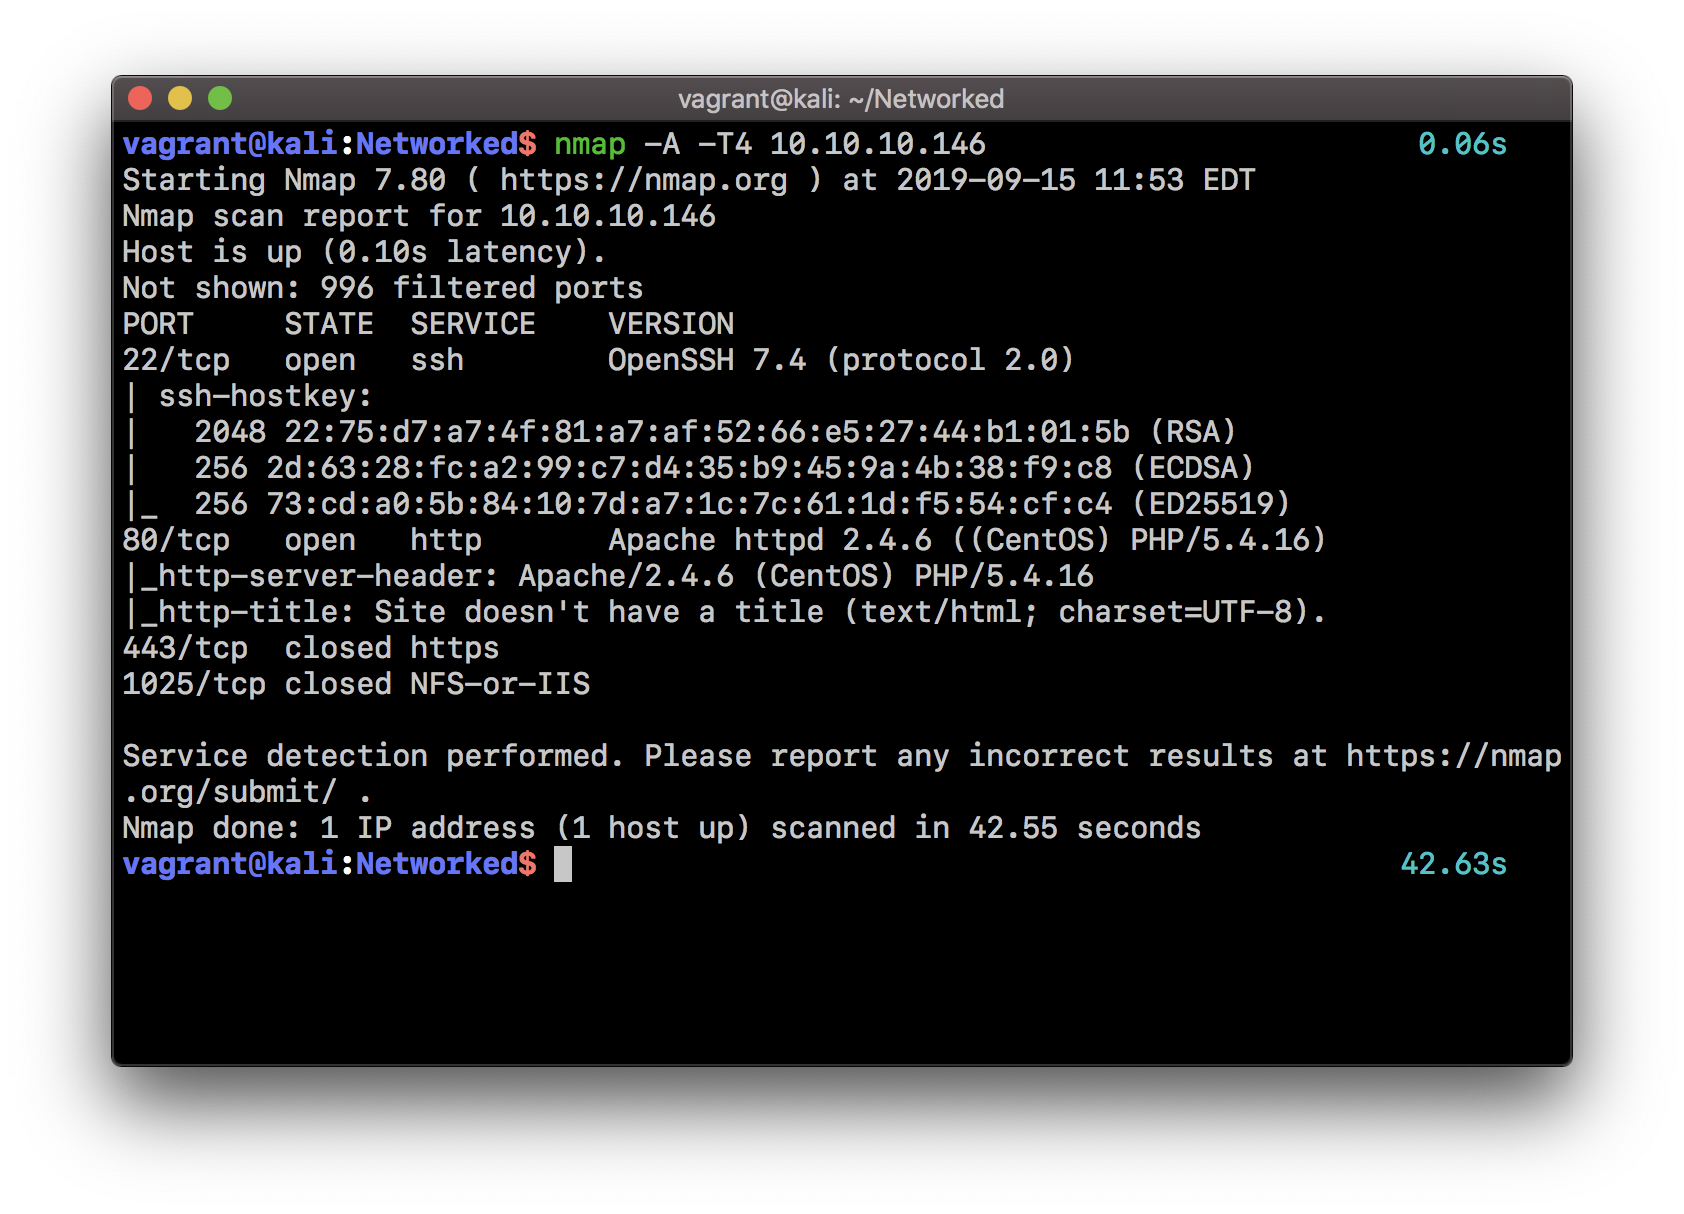 vagrant@kali: ~/Networked
vagrant@kali:Networked$ nmap -A -T4 10.10.10.146 0.06s
Starting Nmap 7.80 ( https://nmap.org ) at 2019-09-15 11:53 EDT
Nmap scan report for 10.10.10.146
Host is up (0.10s latency).
Not shown: 996 filtered ports
PORT     STATE  SERVICE    VERSION
22/tcp   open   ssh        OpenSSH 7.4 (protocol 2.0)
| ssh-hostkey:
|   2048 22:75:d7:a7:4f:81:a7:af:52:66:e5:27:44:b1:01:5b (RSA)
|   256 2d:63:28:fc:a2:99:c7:d4:35:b9:45:9a:4b:38:f9:c8 (ECDSA)
|_  256 73:cd:a0:5b:84:10:7d:a7:1c:7c:61:1d:f5:54:cf:c4 (ED25519)
80/tcp   open   http       Apache httpd 2.4.6 ((CentOS) PHP/5.4.16)
|_http-server-header: Apache/2.4.6 (CentOS) PHP/5.4.16
|_http-title: Site doesn't have a title (text/html; charset=UTF-8).
443/tcp  closed https
1025/tcp closed NFS-or-IIS
Service detection performed. Please report any incorrect results at https://nmap
.org/submit/ .
Nmap done: 1 IP address (1 host up) scanned in 42.55 seconds
vagrant@kali:Networked$ 42.63s